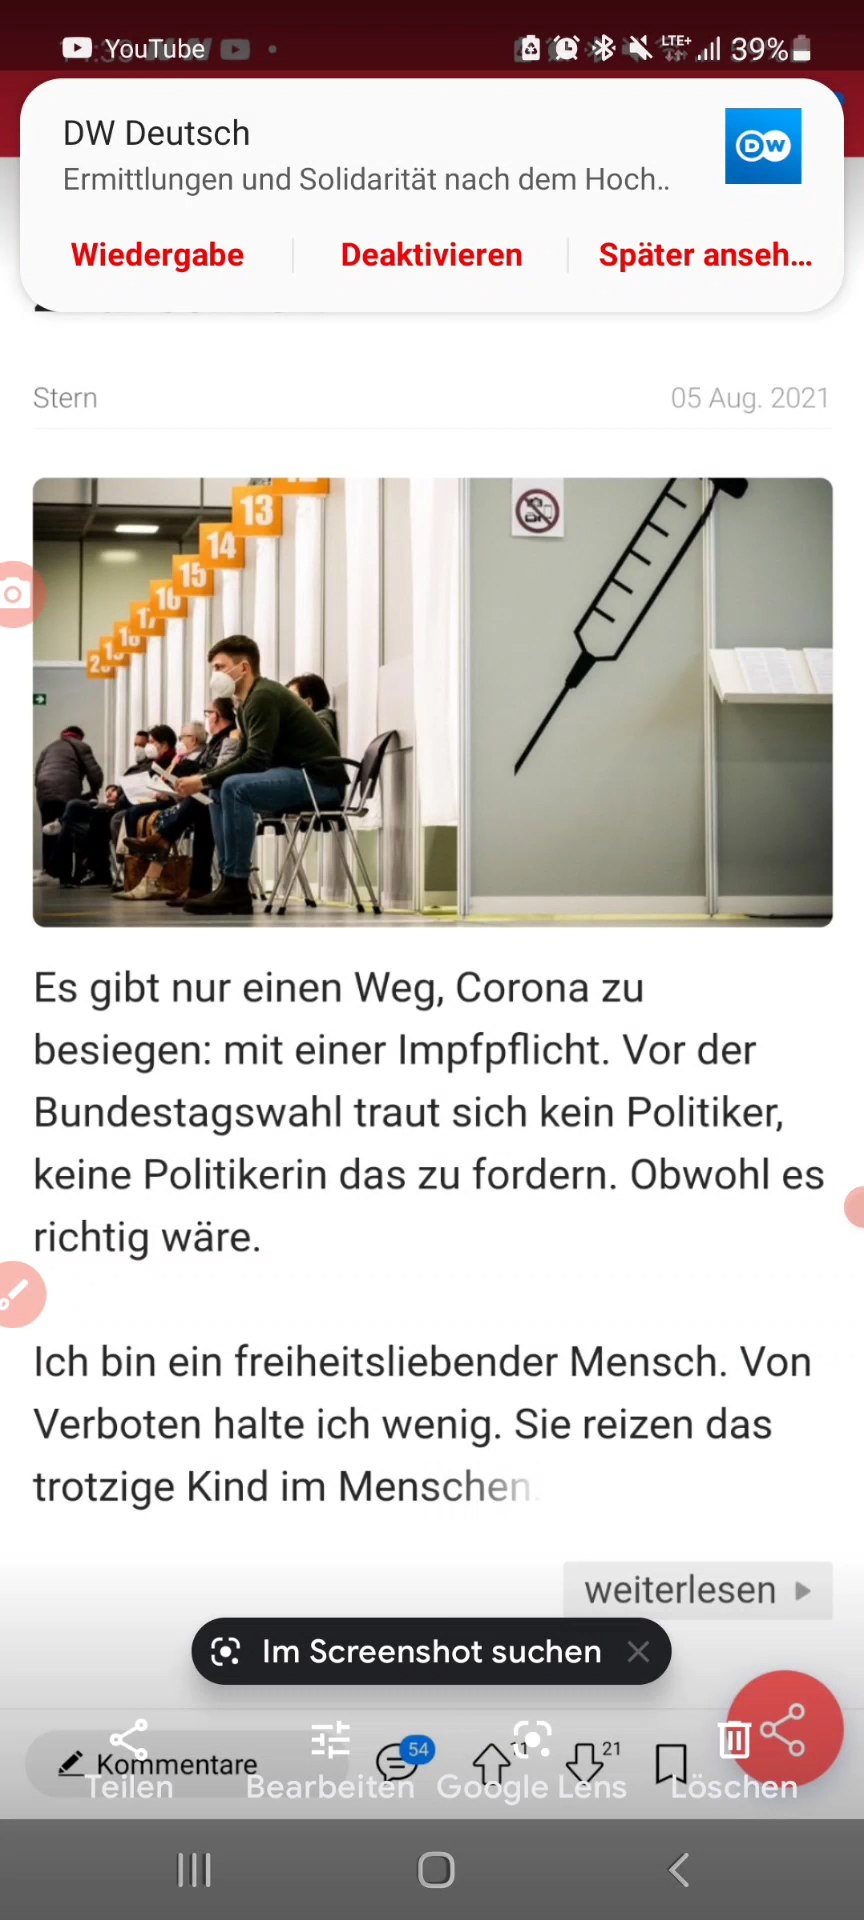 YouTube
LTE+
39%
DW Deutsch
DW
Ermittlungen und Solidarität nach dem Hoch..
Wiedergabe
Deaktivieren
Später anseh...
Stern
05 Aug. 2021
13
14
15
16
Es gibt nur einen Weg, Corona zu
besiegen: mit einer Impfpflicht. Vor der
Bundestagswahl traut sich kein Politiker,
keine Politikerin das zu fordern. Obwohl es
richtig wäre.
Ich bin ein freiheitsliebender Mensch. Von
Verboten halte ich wenig. Sie reizen das
trotzige Kind im Menschen.
weiterlesen
Im Screenshot suchen
Kommentare
54
11
21
Teilen
Bearbeiten
Google Lens
Löschen